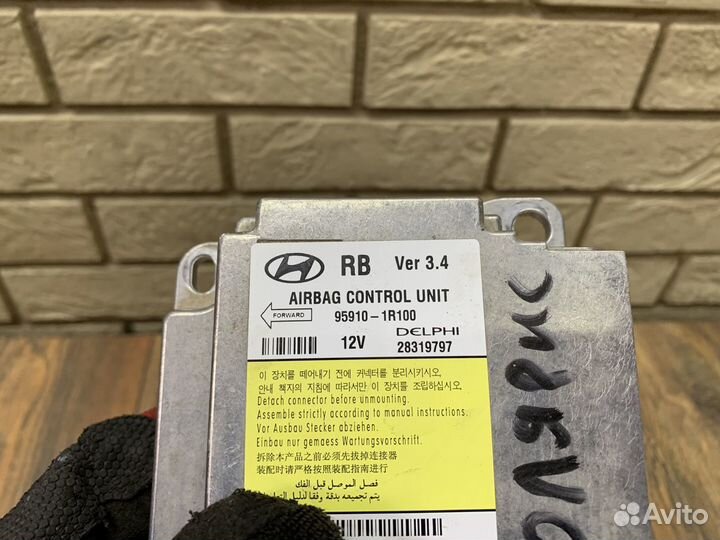 RB Ver 3.4
AIRBAG CONTROL UNIT
FORWARD
95910-1R100
DELPHI
12V 28319797
이 장치를 떼어내기 전에 커넥터를 분리시키시오.
안내 책자의 지침에 따라서만 이 장치를 조립하십시오.
Detach connector before unmounting.
Assemble strictly according to manual instructions.
Vor Ausbau Stecker abziehen.
Einbau nur gemaess Wartungsvorschrift.
拆除本产品之前必须先拔掉连接器
装配时请严格按照装配指南进行
فصل الموصل قبل الفك
يتم تجميعه بدقة وفقا لدليل
Avito